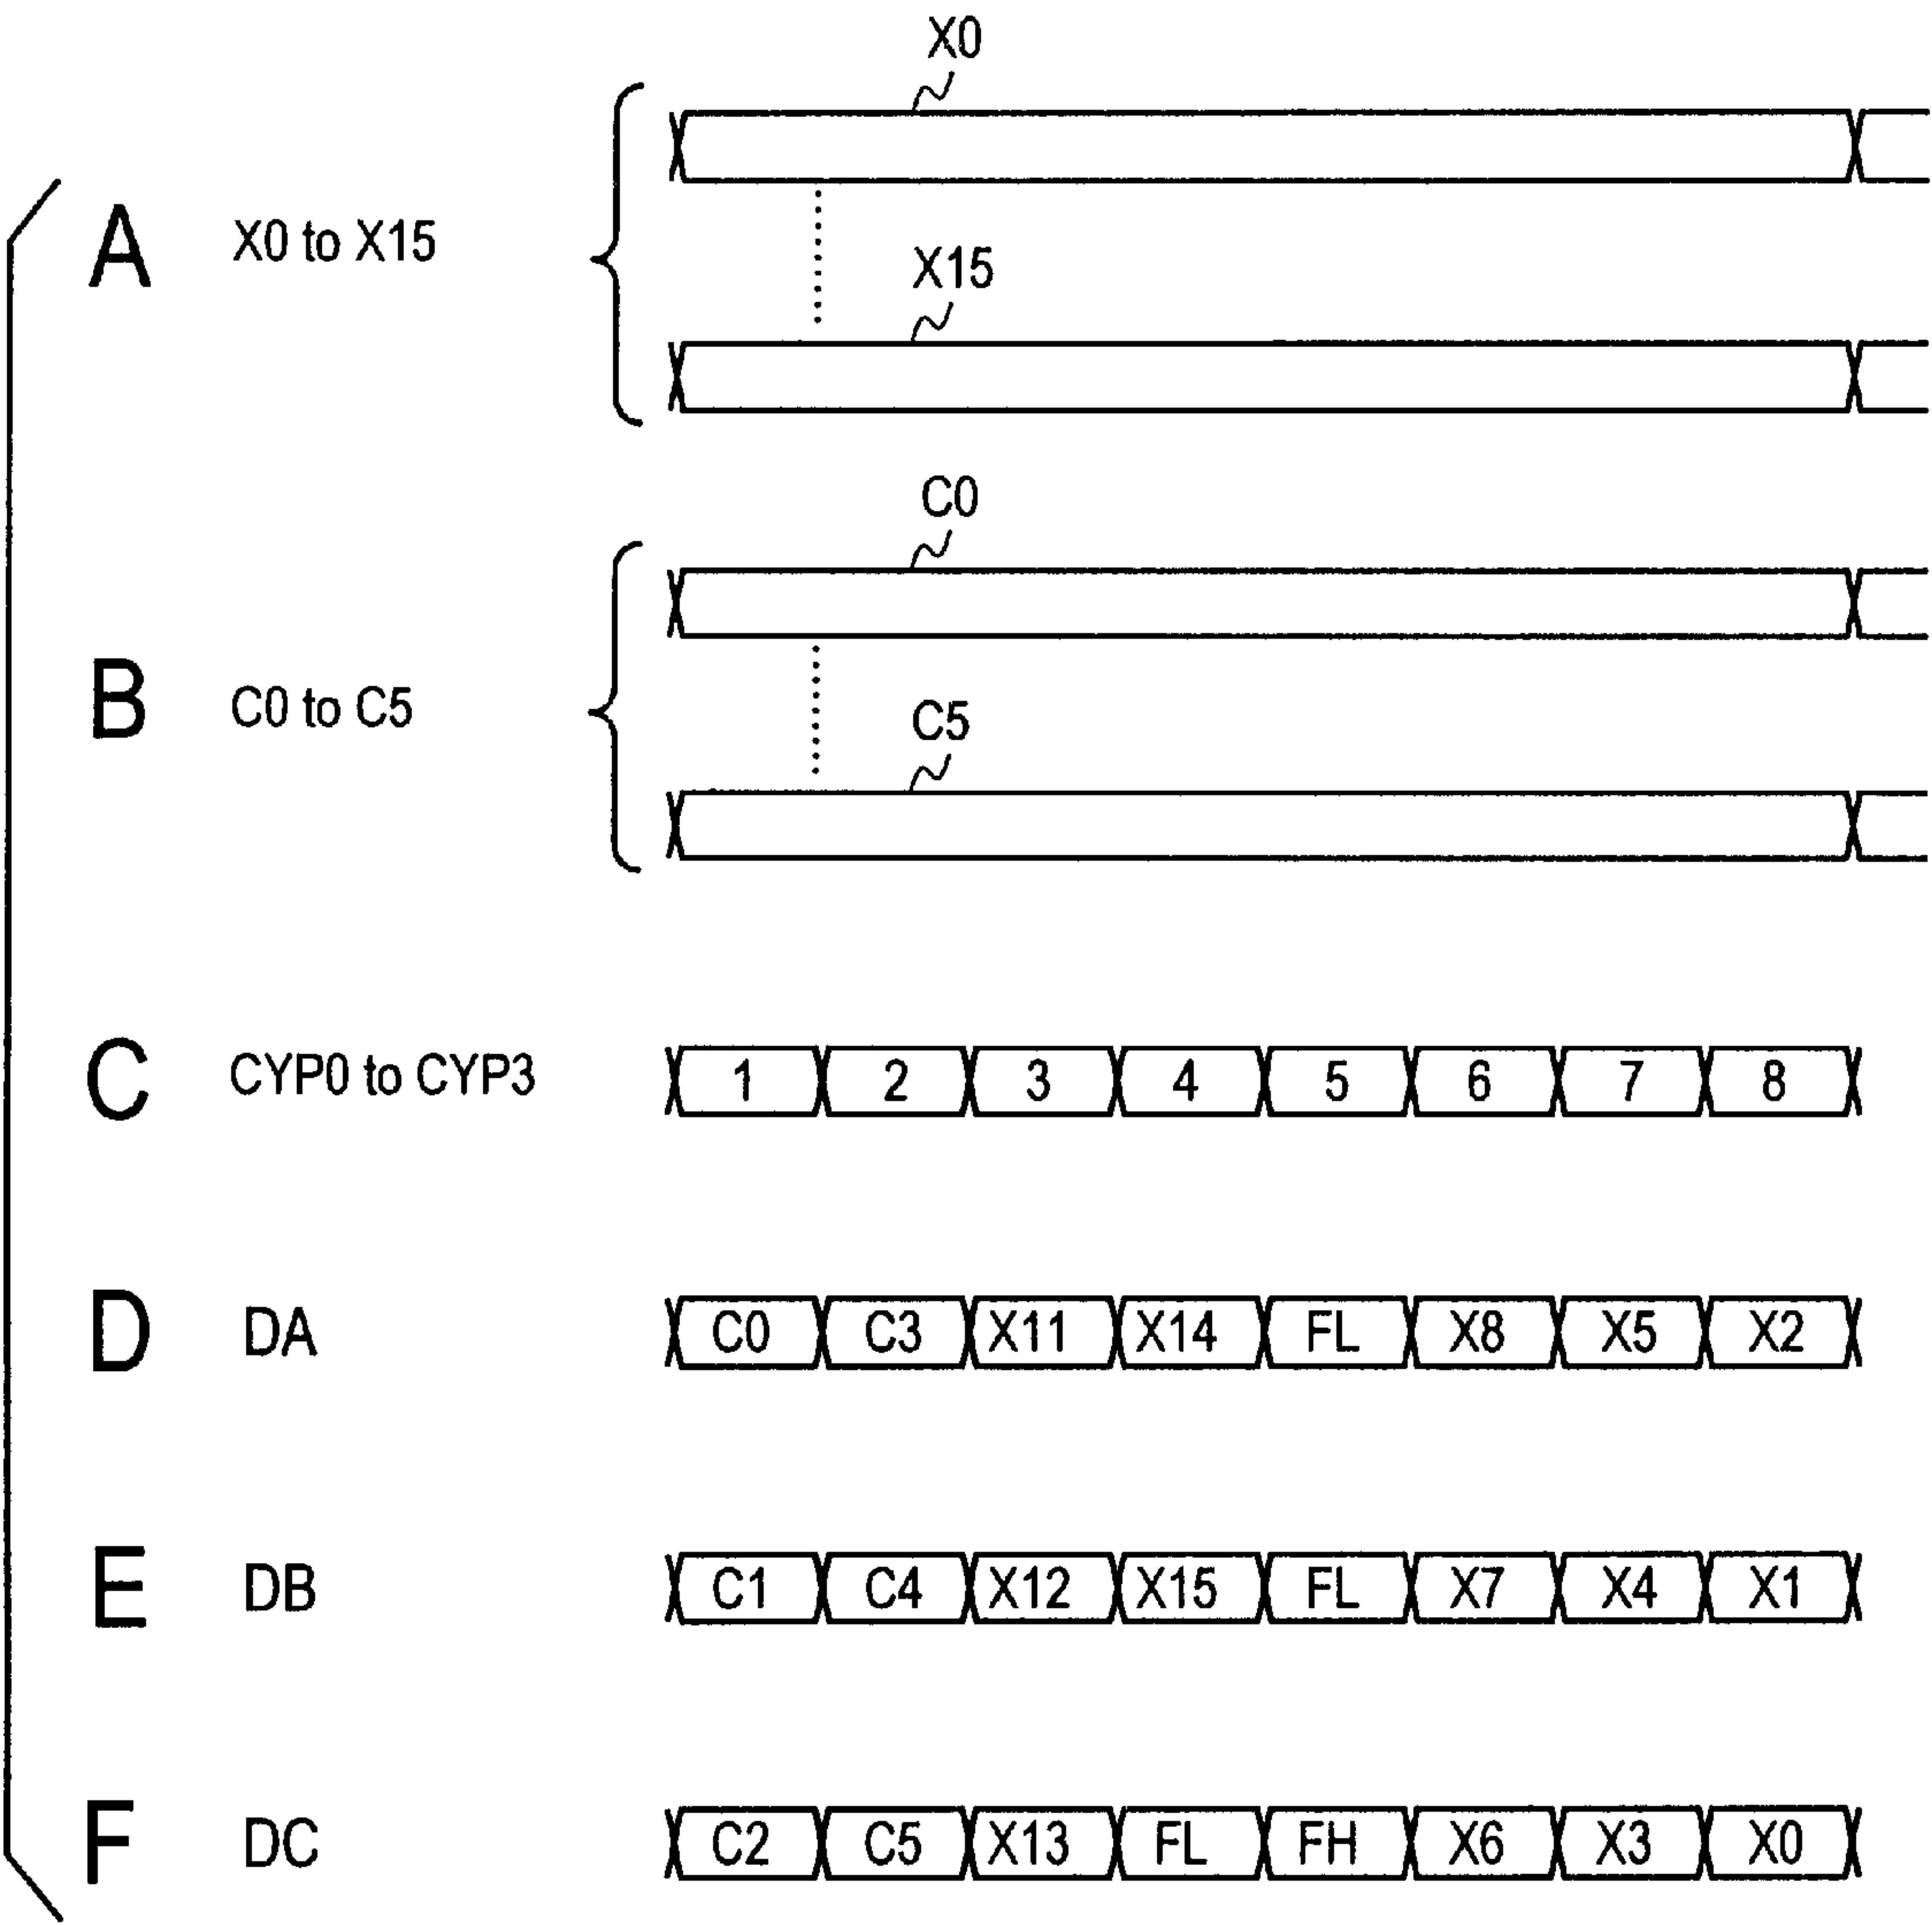 X0
A X0 to X15
X15
C0
B C0 to C5
C5
C CYP0 to CYP3 1 2 3 4 5 6 7 8
D DA C0 C3 X11 X14 FL X8 X5 X2
E DB C1 C4 X12 X15 FL X7 X4 X1
F DC C2 C5 X13 FL FH X6 X3 X0